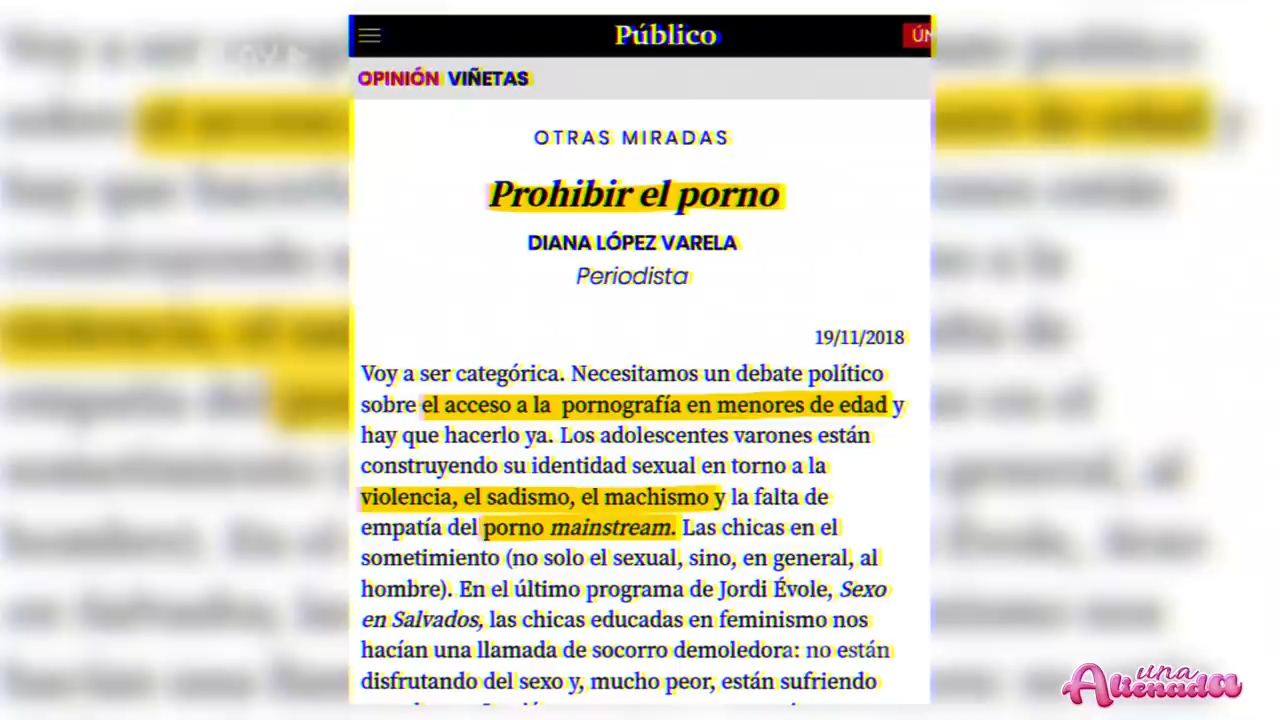 Público
ÚN
OPINIÓN VIÑETAS
OTRAS MIRADAS
Prohibir el porno
DIANA LÓPEZ VARELA
Periodista
19/11/2018
Voy a ser categórica. Necesitamos un debate político
sobre el acceso a la pornografía en menores de edad y
hay que hacerlo ya. Los adolescentes varones están
construyendo su identidad sexual en torno a la
violencia, el sadismo, el machismo y la falta de
empatía del porno mainstream. Las chicas en el
sometimiento (no solo el sexual, sino, en general, al
hombre). En el último programa de Jordi Évole, Sexo
en Salvados, las chicas educadas en feminismo nos
hacían una llamada de socorro demoledora: no están
disfrutando del sexo y, mucho peor, están sufriendo
una Alienada